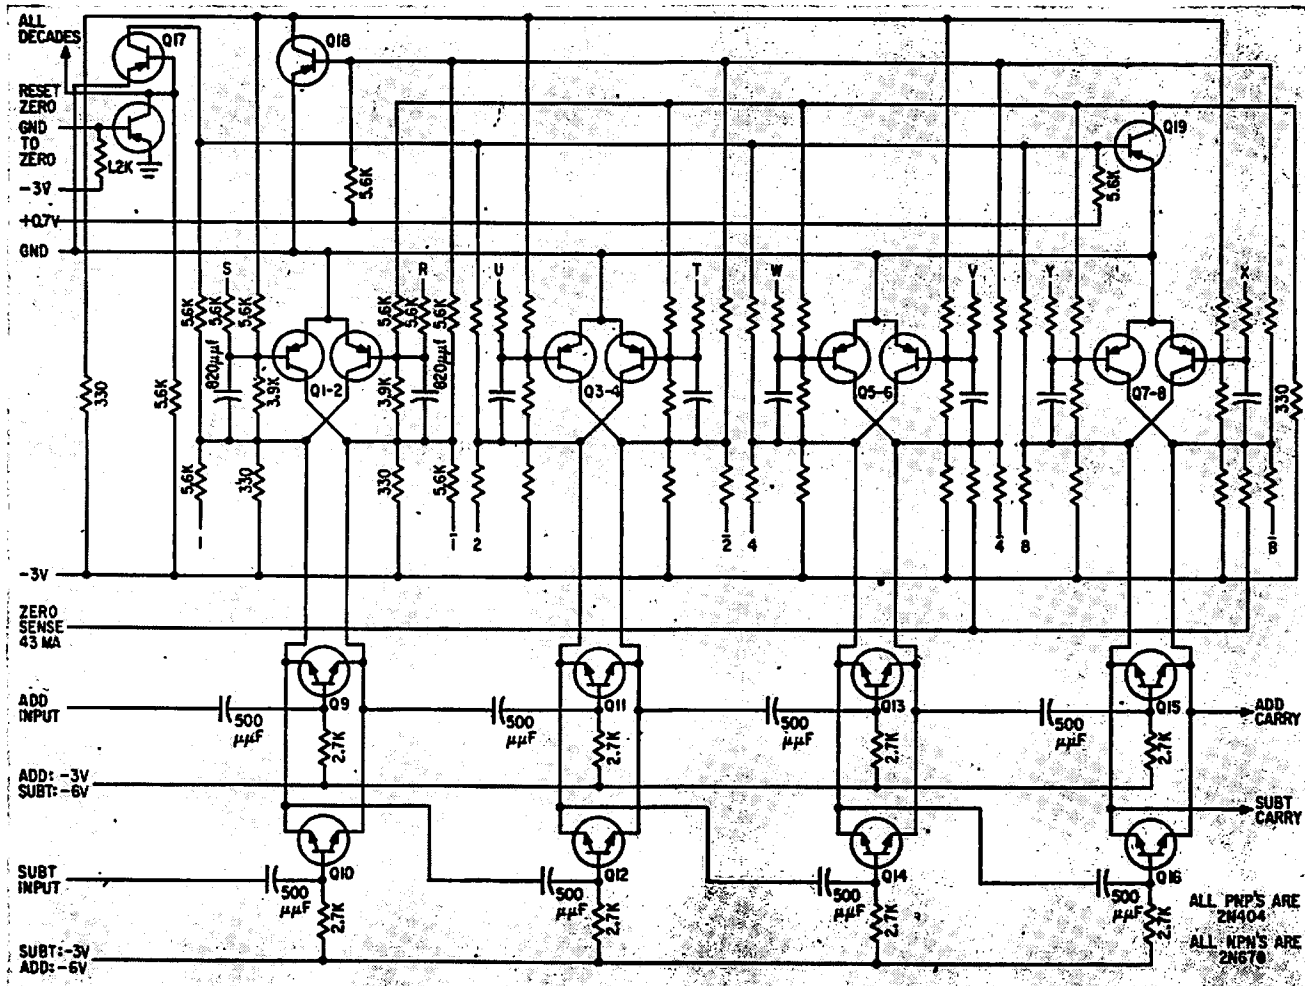 ALL
DECADES
Q17
Q18
RESET
ZERO
GND
TO
ZERO
1.2K
-3V
+0.7V
GND
5.6K
Q19
5.6K
S
R
U
T
W
V
Y
X
5.6K
5.6K
5.6K
5.6K
5.6K
5.6K
820µµf
820µµf
330
5.6K
3.9K
3.9K
Q1-2
Q3-4
Q5-6
Q7-8
330
5.6K
330
330
5.6K
1
1
2
2
4
4
8
8
-3V
ZERO
SENSE
43 MA
ADD
INPUT
500
µµF
Q9
2.7K
500
µµF
Q11
2.7K
500
µµF
Q13
2.7K
500
µµF
Q15
2.7K
ADD
CARRY
ADD: -3V
SUBT: -6V
SUBT
CARRY
SUBT
INPUT
500
µµF
Q10
2.7K
500
µµF
Q12
2.7K
500
µµF
Q14
2.7K
500
µµF
Q16
2.7K
ALL PNP'S ARE
2N404
ALL NPN'S ARE
SUBT:-3V
ADD:-6V